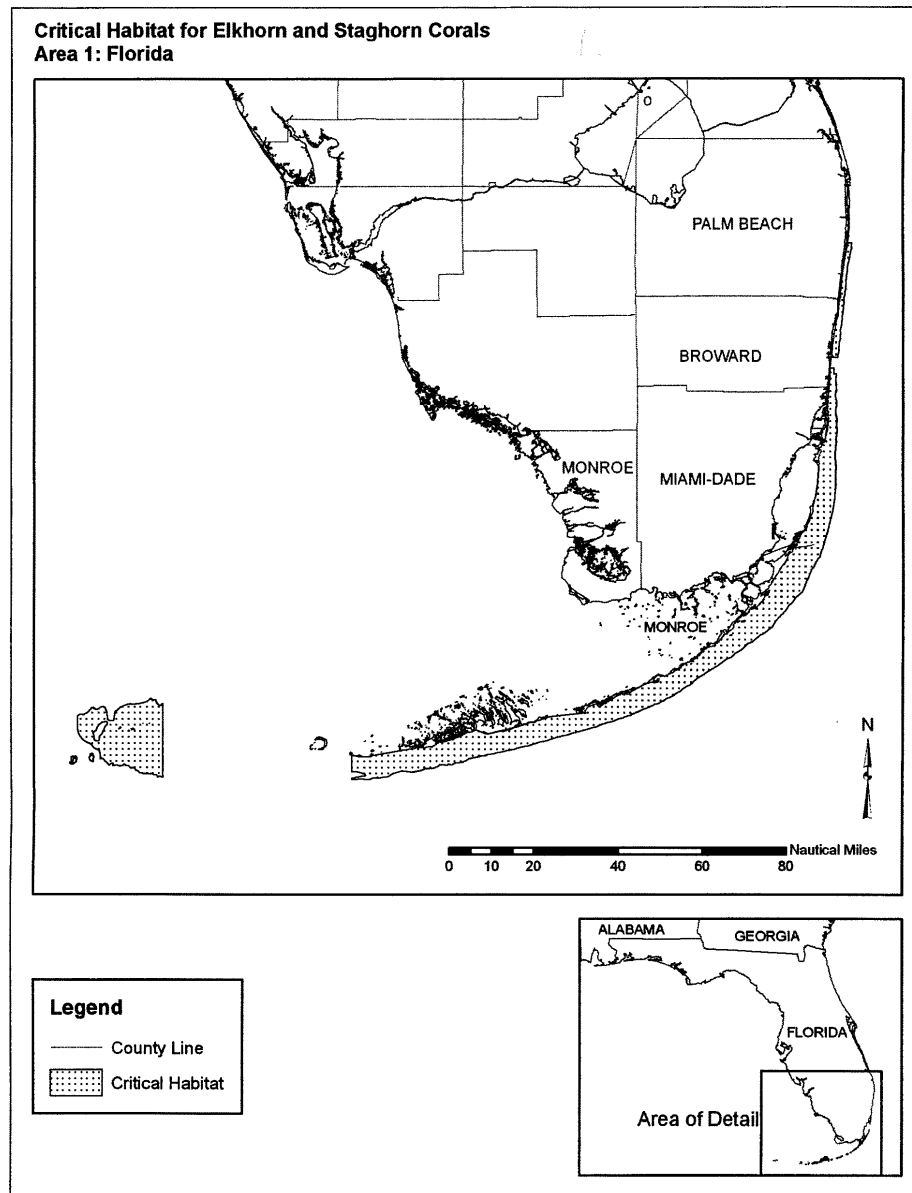 Critical Habitat for Elkhorn and Staghorn Corals
Area 1: Florida
PALM BEACH
BROWARD
MONROE
MIAMI-DADE
MONROE
N
Nautical Miles
0 10 20 40 60 80
ALABAMA
GEORGIA
FLORIDA
Area of Detail
Legend
County Line
Critical Habitat